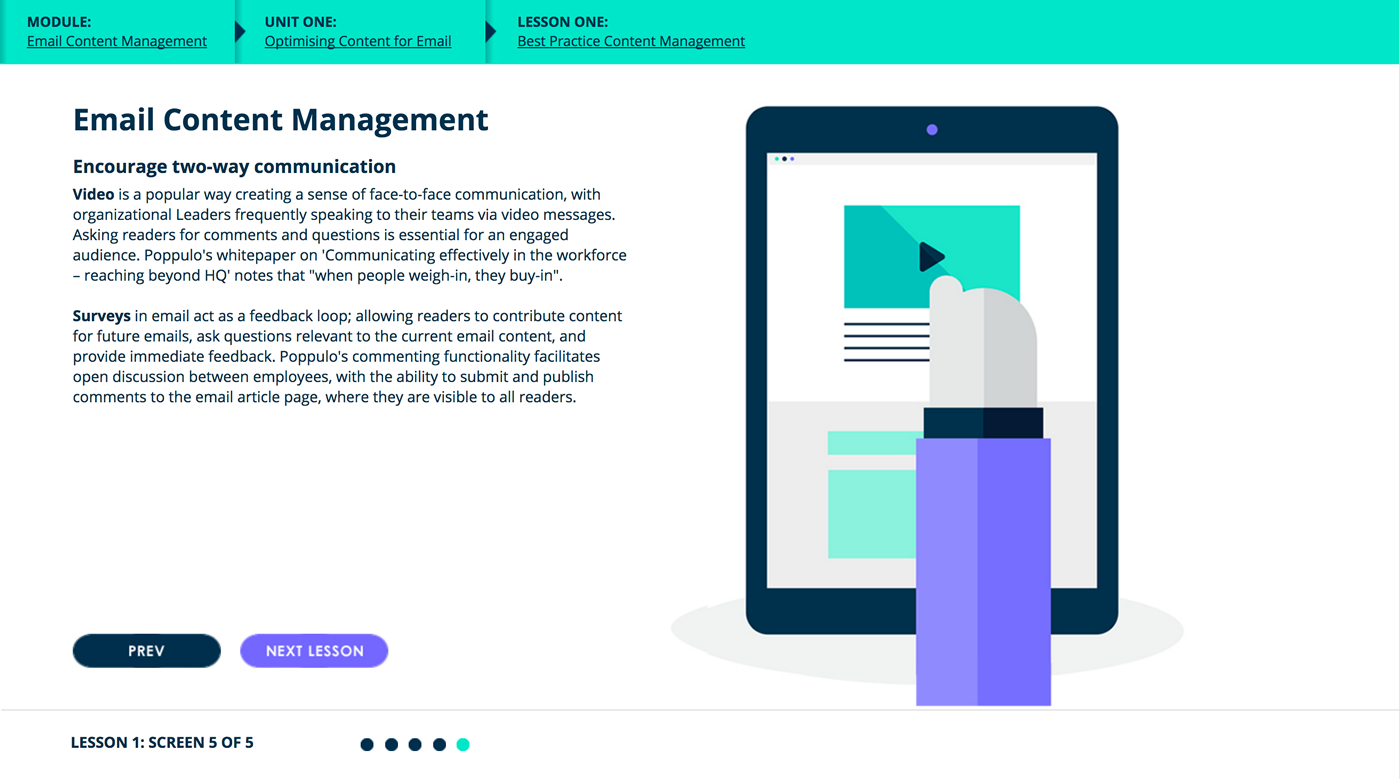 MODULE:
Email Content Management
UNIT ONE:
Optimising Content for Email
LESSON ONE:
Best Practice Content Management
Email Content Management
Encourage two-way communication
Video is a popular way creating a sense of face-to-face communication, with
organizational Leaders frequently speaking to their teams via video messages.
Asking readers for comments and questions is essential for an engaged
audience. Poppulo's whitepaper on 'Communicating effectively in the workforce
– reaching beyond HQ' notes that "when people weigh-in, they buy-in".
Surveys in email act as a feedback loop; allowing readers to contribute content
for future emails, ask questions relevant to the current email content, and
provide immediate feedback. Poppulo's commenting functionality facilitates
open discussion between employees, with the ability to submit and publish
comments to the email article page, where they are visible to all readers.
PREV
NEXT LESSON
LESSON 1: SCREEN 5 OF 5